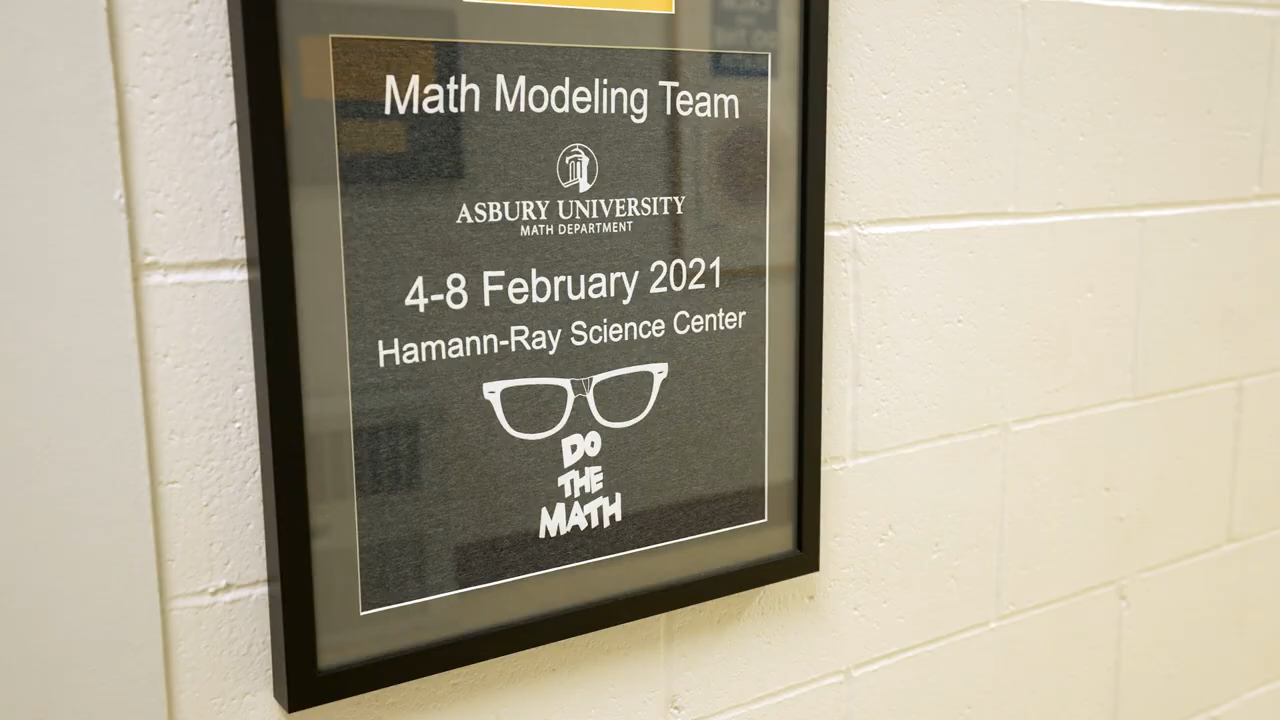 Math Modeling Team
ASBURY UNIVERSITY
MATH DEPARTMENT
4-8 February 2021
Hamann-Ray Science Center
DO
THE
MATH